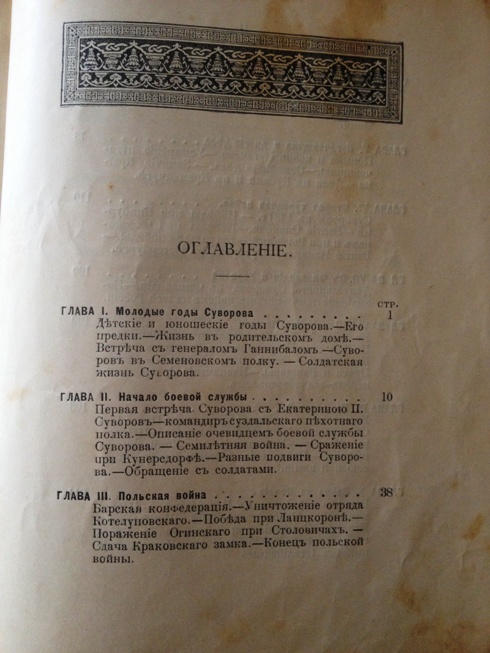 ОГЛАВЛЕНІЕ.
СТР.
ГЛАВА I. Молодые годы Суворова . . . . . . . . . 1
Дѣтскіе и юношескіе годы Суворова.—Его
предки.—Жизнь въ родительскомъ домѣ.—
Встрѣча съ генераломъ Ганнибаломъ.—Суво-
ровъ въ Семеновскомъ полку. — Солдатская
жизнь Суворова.
ГЛАВА II. Начало боевой службы . . . . . . . . . . 10
Первая встрѣча Суворова съ Екатериною II.
Суворовъ—командиръ суздальскаго пѣхотнаго
полка.—Описаніе очевидцемъ боевой службы
Суворова. — Семилѣтняя война. — Сраженіе
при Кунерсдорфѣ.—Разные подвиги Суворо-
ва.—Обращеніе съ солдатами.
ГЛАВА III. Польская война . . . . . . . . . . . . . 38
Барская конфедерація.—Уничтоженіе отряда
Котелуповскаго.—Побѣда при Ланцкоронѣ.—
Пораженіе Огинскаго при Столовичахъ. —
Сдача Краковскаго замка.—Конецъ польской
войны.